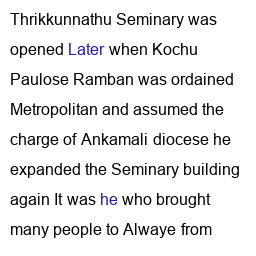 Thrikkunnathu Seminary was
opened Later when Kochu
Paulose Ramban was ordained
Metropolitan and assumed the
charge of Ankamali diocese he
expanded the Seminary building
again It was he who brought
many people to Alwaye from